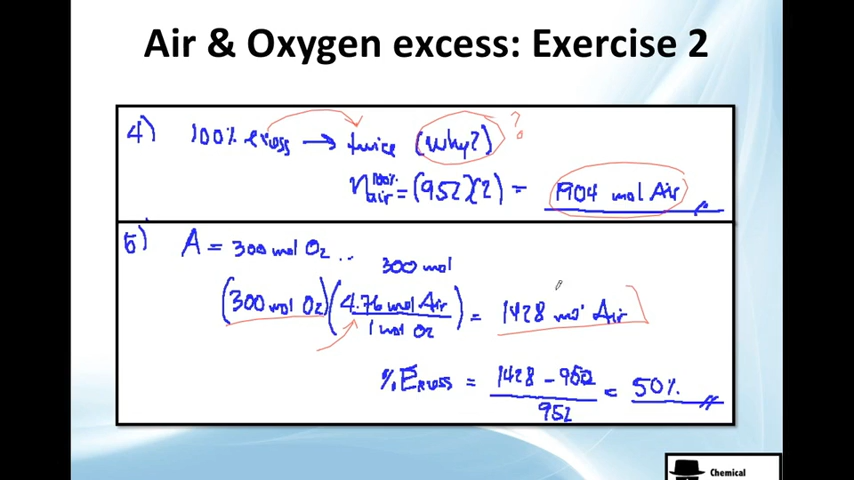 Air & Oxygen excess: Exercise 2
4) 100% excess → twice (why?) ?
n air 100% = (952)(2) = 1904 mol Air
5) A = 300 mol O2 ..
300 mol
(300 mol O2)(4.76 mol Air / 1 mol O2) = 1428 mol Air
% Excess = 1428 - 952 / 952 = 50%
Chemical